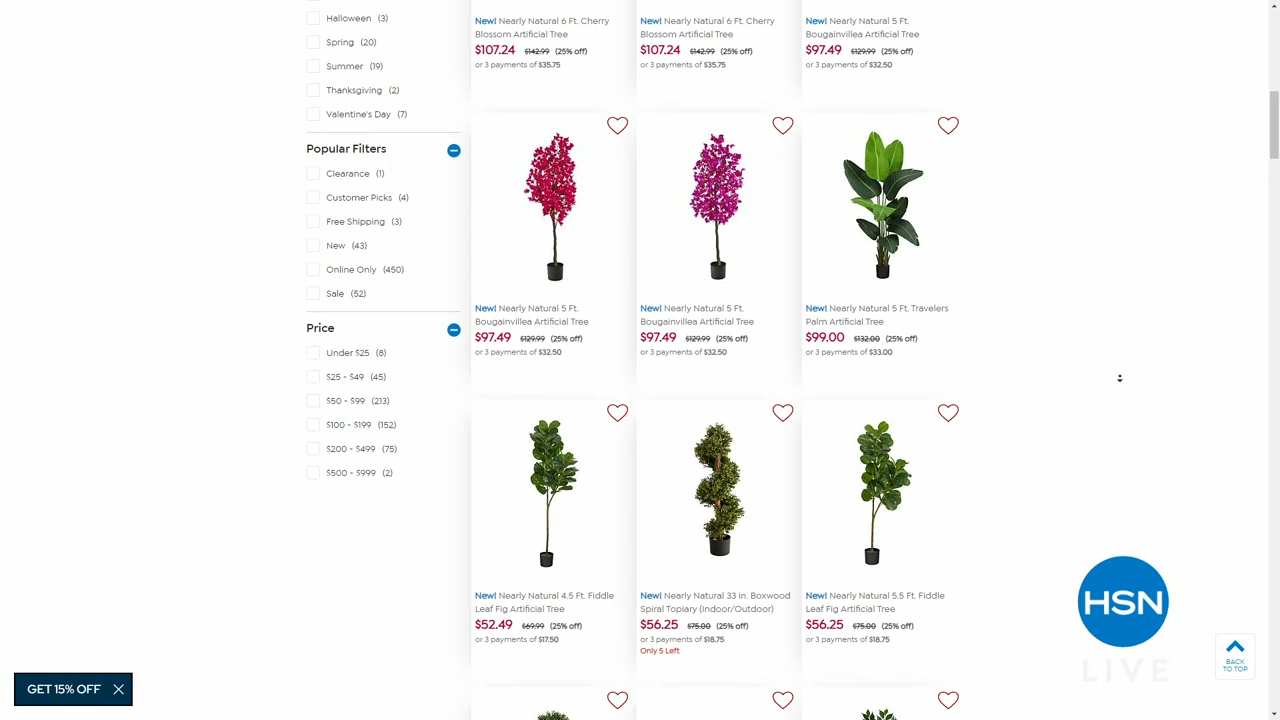 Halloween (3)
Spring (20)
Summer (19)
Thanksgiving (2)
Valentine's Day (7)
Popular Filters
Clearance (1)
Customer Picks (4)
Free Shipping (3)
New (43)
Online Only (450)
Sale (52)
Price
Under $25 (8)
$25 - $49 (45)
$50 - $99 (213)
$100 - $199 (152)
$200 - $499 (75)
$500 - $999 (2)
New! Nearly Natural 6 Ft. Cherry
Blossom Artificial Tree
$107.24 $142.99 (25% off)
or 3 payments of $35.75
New! Nearly Natural 6 Ft. Cherry
Blossom Artificial Tree
$107.24 $142.99 (25% off)
or 3 payments of $35.75
New! Nearly Natural 5 Ft.
Bougainvillea Artificial Tree
$97.49 $129.99 (25% off)
or 3 payments of $32.50
New! Nearly Natural 5 Ft.
Bougainvillea Artificial Tree
$97.49 $129.99 (25% off)
or 3 payments of $32.50
New! Nearly Natural 5 Ft.
Bougainvillea Artificial Tree
$97.49 $129.99 (25% off)
or 3 payments of $32.50
New! Nearly Natural 5 Ft. Travelers
Palm Artificial Tree
$99.00 $132.00 (25% off)
or 3 payments of $33.00
New! Nearly Natural 4.5 Ft. Fiddle
Leaf Fig Artificial Tree
$52.49 $69.99 (25% off)
or 3 payments of $17.50
New! Nearly Natural 33 in. Boxwood
Spiral Topiary (Indoor/Outdoor)
$56.25 $75.00 (25% off)
or 3 payments of $18.75
Only 5 Left
New! Nearly Natural 5.5 Ft. Fiddle
Leaf Fig Artificial Tree
$56.25 $75.00 (25% off)
or 3 payments of $18.75
HSN
LIVE
BACK
TO TOP
GET 15% OFF